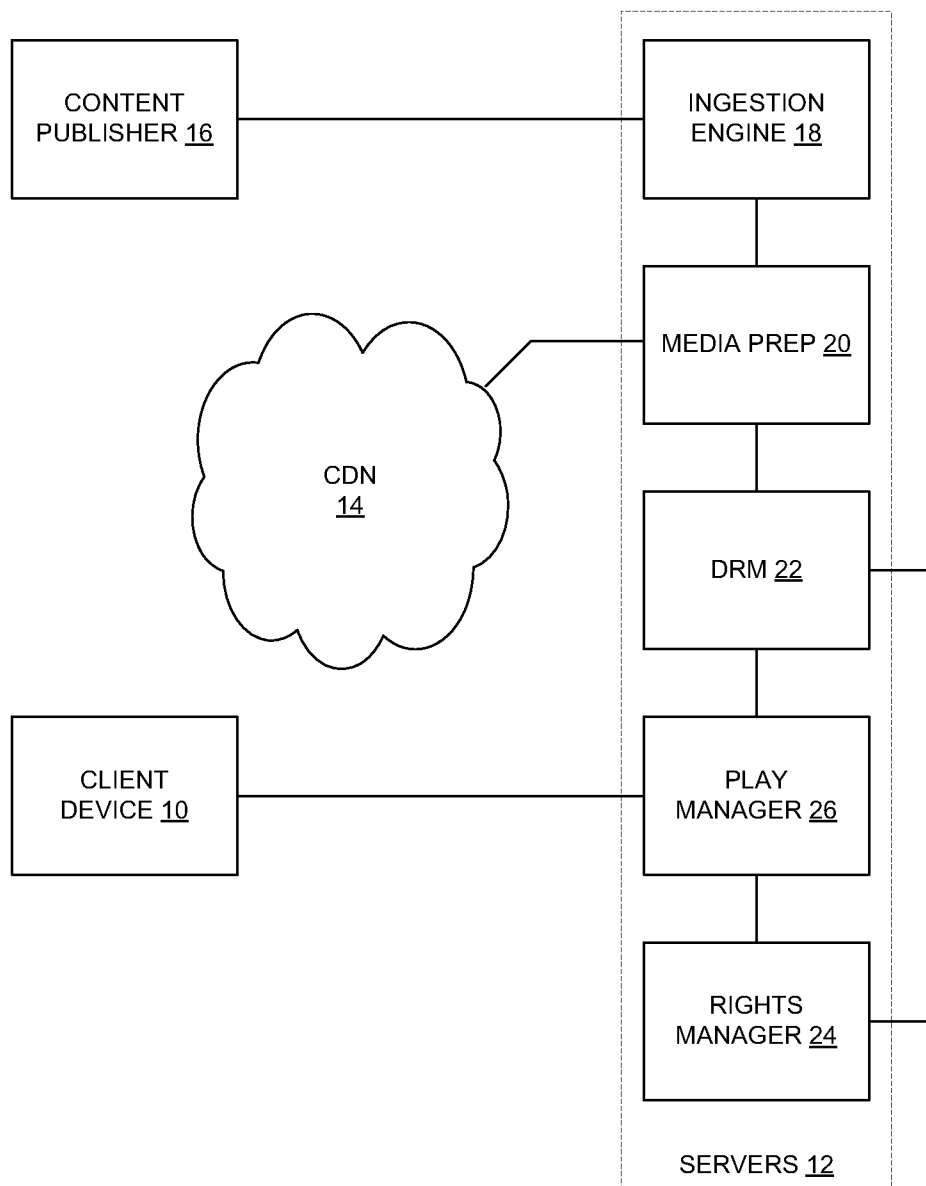 CONTENT
PUBLISHER 16
INGESTION
ENGINE 18
MEDIA PREP 20
CDN
14
DRM 22
CLIENT
DEVICE 10
PLAY
MANAGER 26
RIGHTS
MANAGER 24
SERVERS 12